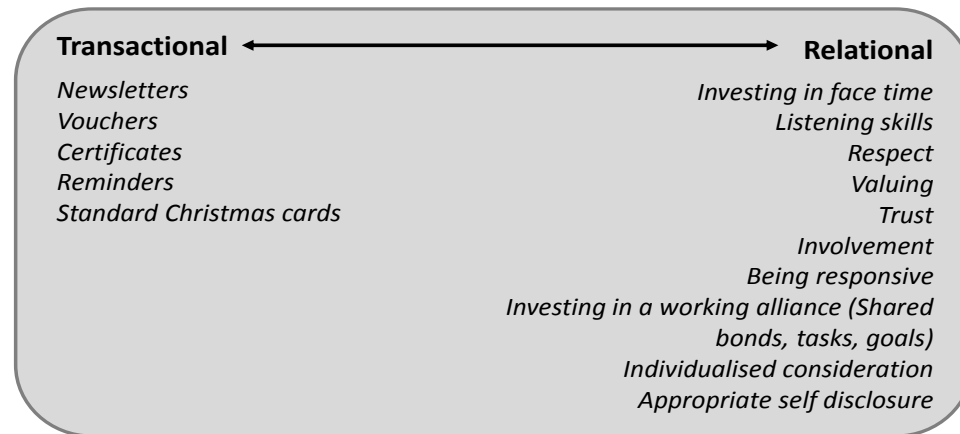 Transactional
Newsletters
Vouchers
Certificates
Reminders
Standard Christmas cards
Relational
Investing in face time
Listening skills
Respect
Valuing
Trust
Involvement
Being responsive
Investing in a working alliance (Shared
bonds, tasks, goals)
Individualised consideration
Appropriate self disclosure